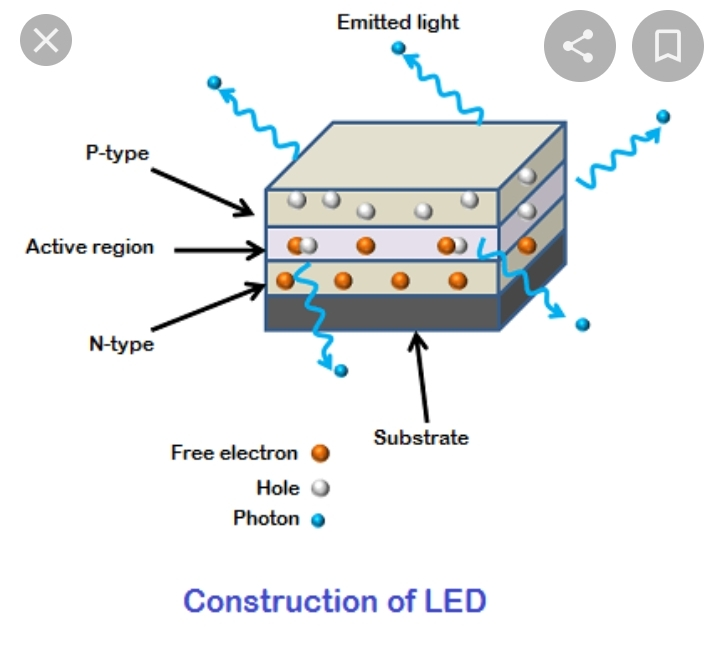 Emitted light
P-type
Active region
N-type
Substrate
Free electron
Hole
Photon
Construction of LED